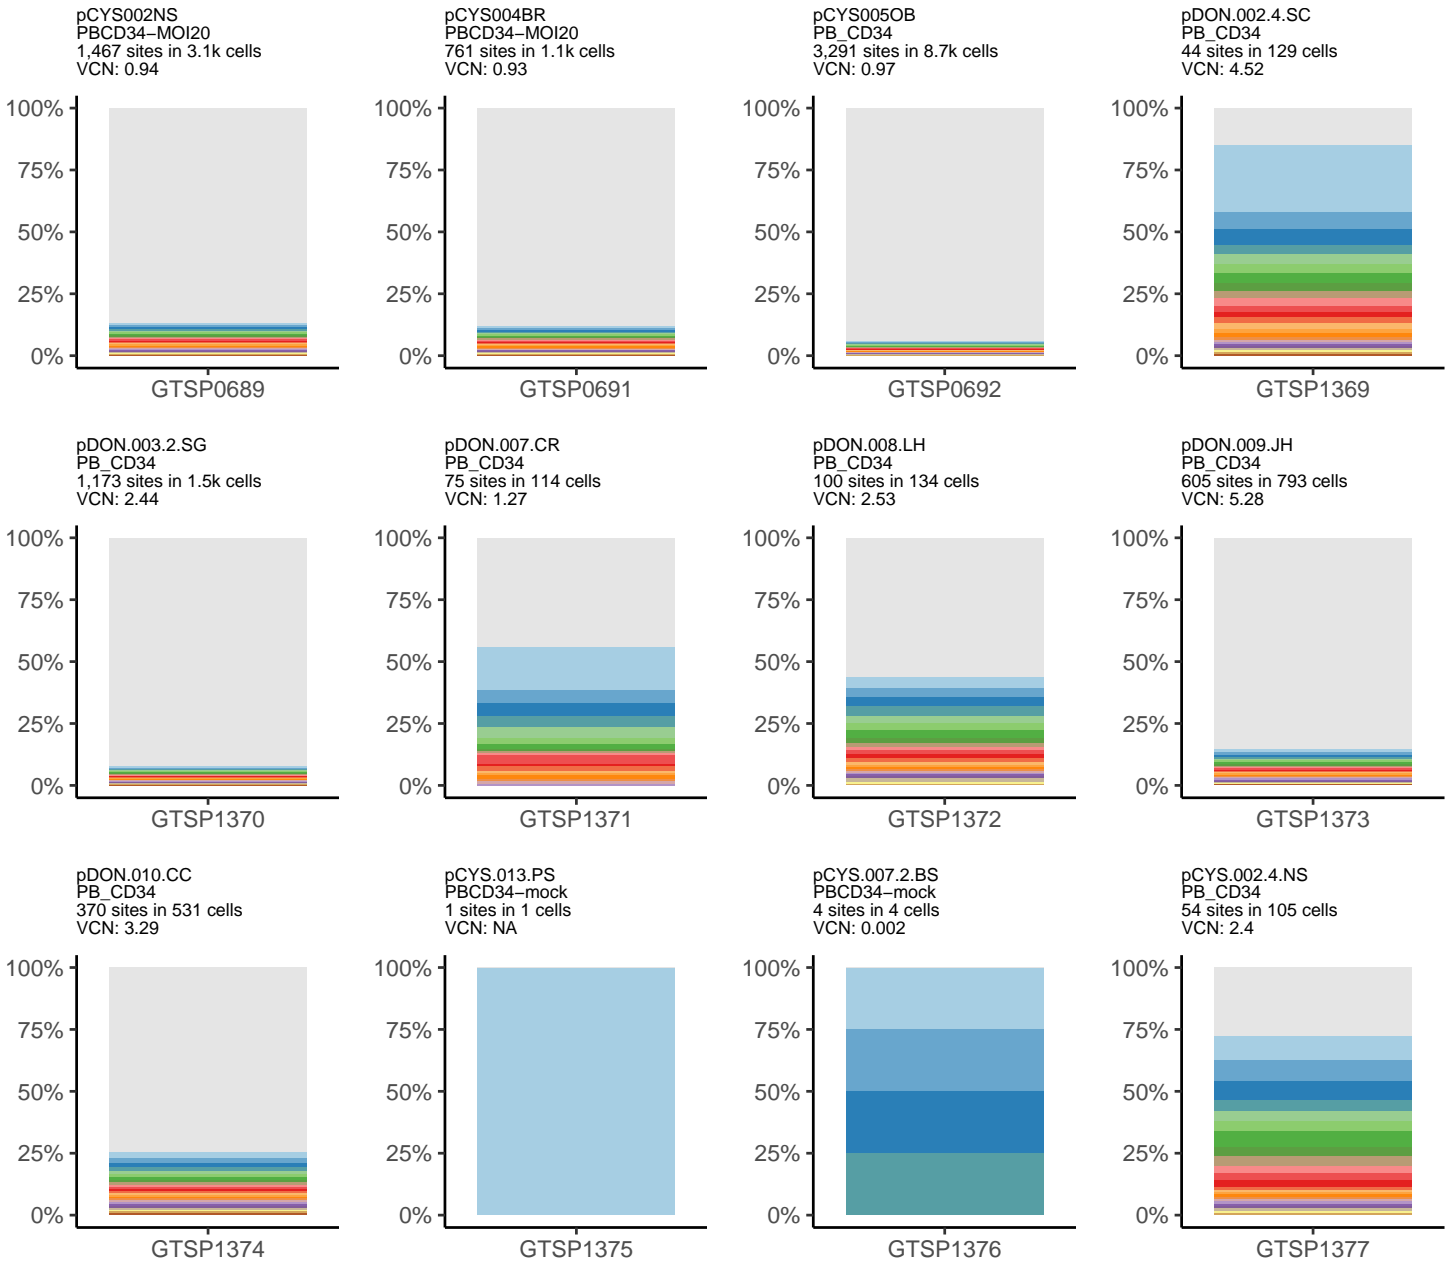 pCYS002NS
PBCD34−MOI20
1,467 sites in 3.1k cells
VCN: 0.94
100%
75%
50%
25%
0%
GTSP0689
pCYS004BR
PBCD34−MOI20
761 sites in 1.1k cells
VCN: 0.93
100%
75%
50%
25%
0%
GTSP0691
pCYS005OB
PB_CD34
3,291 sites in 8.7k cells
VCN: 0.97
100%
75%
50%
25%
0%
GTSP0692
pDON.002.4.SC
PB_CD34
44 sites in 129 cells
VCN: 4.52
100%
75%
50%
25%
0%
GTSP1369
pDON.003.2.SG
PB_CD34
1,173 sites in 1.5k cells
VCN: 2.44
100%
75%
50%
25%
0%
GTSP1370
pDON.007.CR
PB_CD34
75 sites in 114 cells
VCN: 1.27
100%
75%
50%
25%
0%
GTSP1371
pDON.008.LH
PB_CD34
100 sites in 134 cells
VCN: 2.53
100%
75%
50%
25%
0%
GTSP1372
pDON.009.JH
PB_CD34
605 sites in 793 cells
VCN: 5.28
100%
75%
50%
25%
0%
GTSP1373
pDON.010.CC
PB_CD34
370 sites in 531 cells
VCN: 3.29
100%
75%
50%
25%
0%
GTSP1374
pCYS.013.PS
PBCD34−mock
1 sites in 1 cells
VCN: NA
100%
75%
50%
25%
0%
GTSP1375
pCYS.007.2.BS
PBCD34−mock
4 sites in 4 cells
VCN: 0.002
100%
75%
50%
25%
0%
GTSP1376
pCYS.002.4.NS
PB_CD34
54 sites in 105 cells
VCN: 2.4
100%
75%
50%
25%
0%
GTSP1377